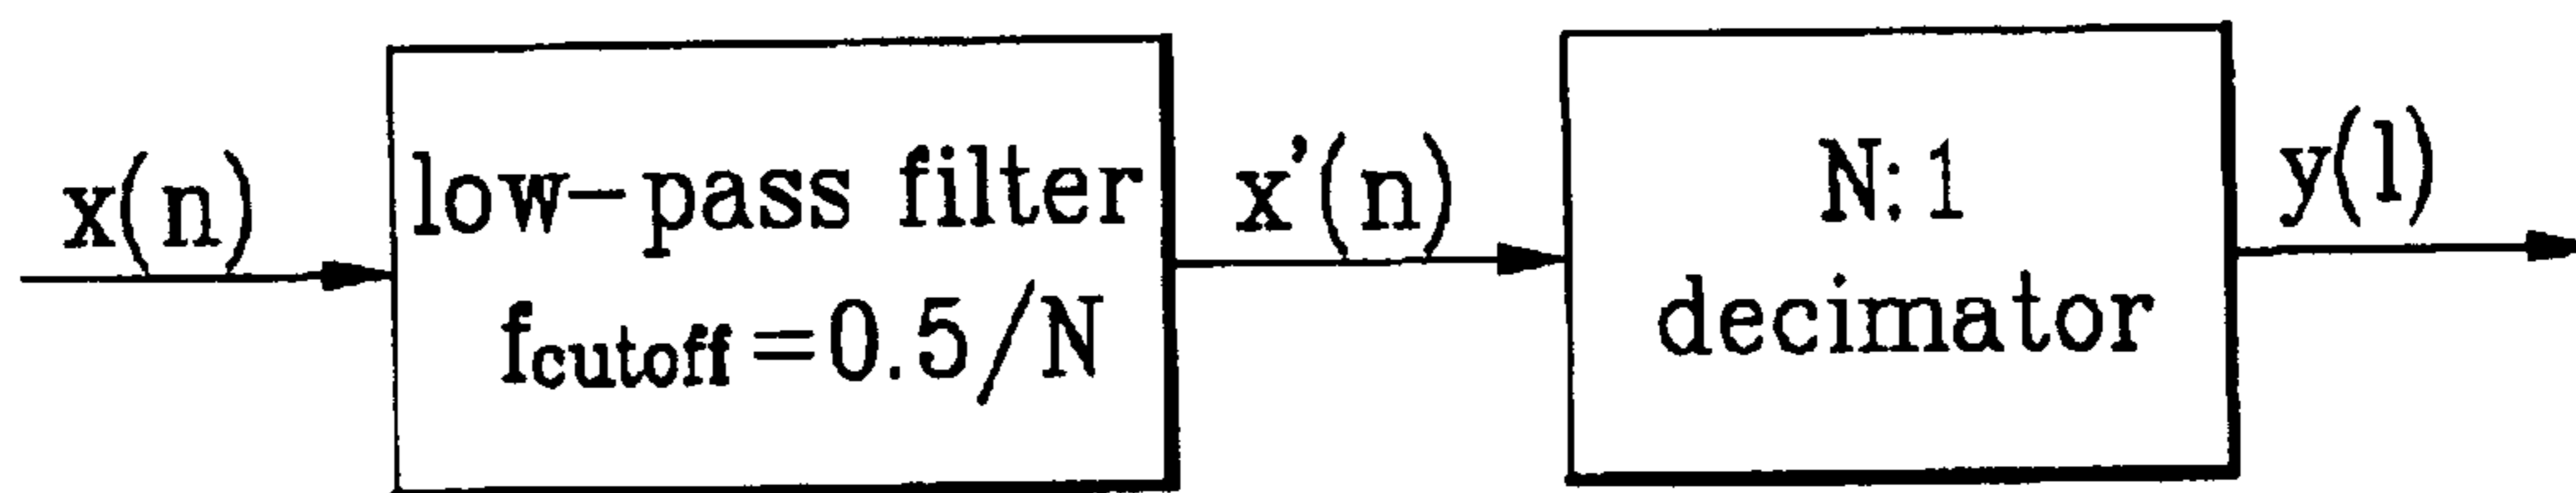 x(n)
low-pass filter
fcutoff=0.5/N
x'(n)
N:1
decimator
y(l)